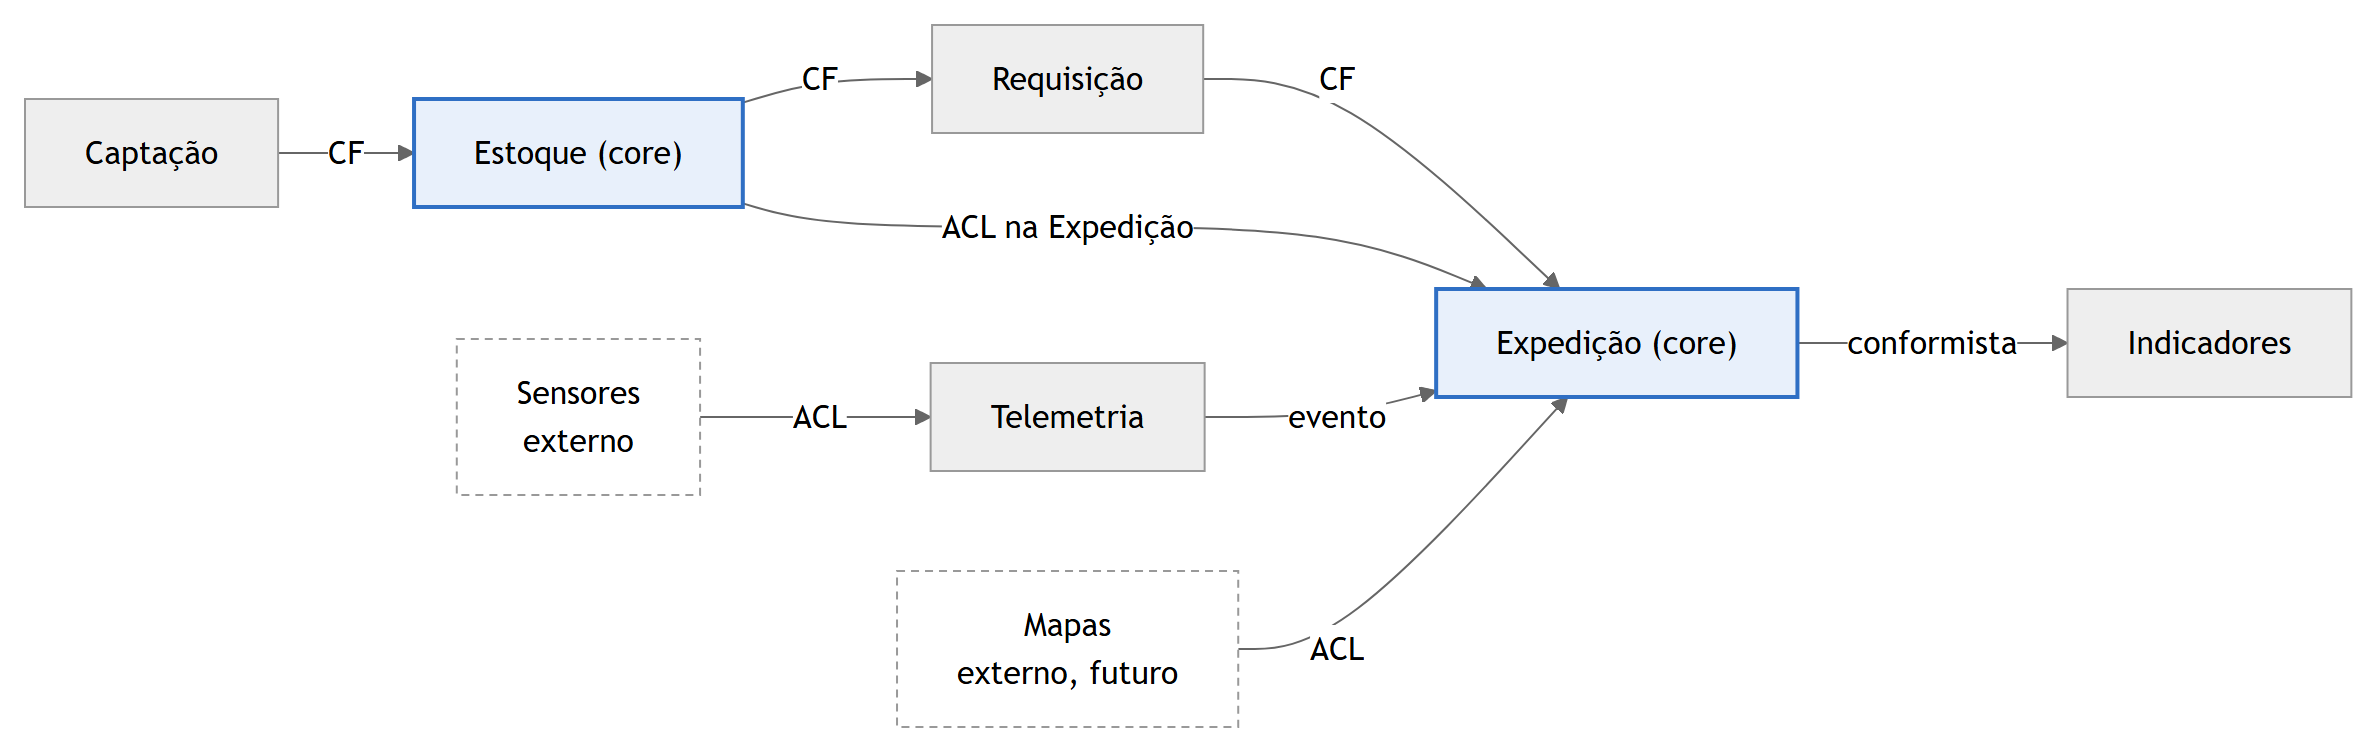 Captação
CF
Estoque (core)
CF
Requisição
CF
ACL na Expedição
Sensores
externo
ACL
Telemetria
evento
Mapas
externo, futuro
ACL
Expedição (core)
conformista
Indicadores